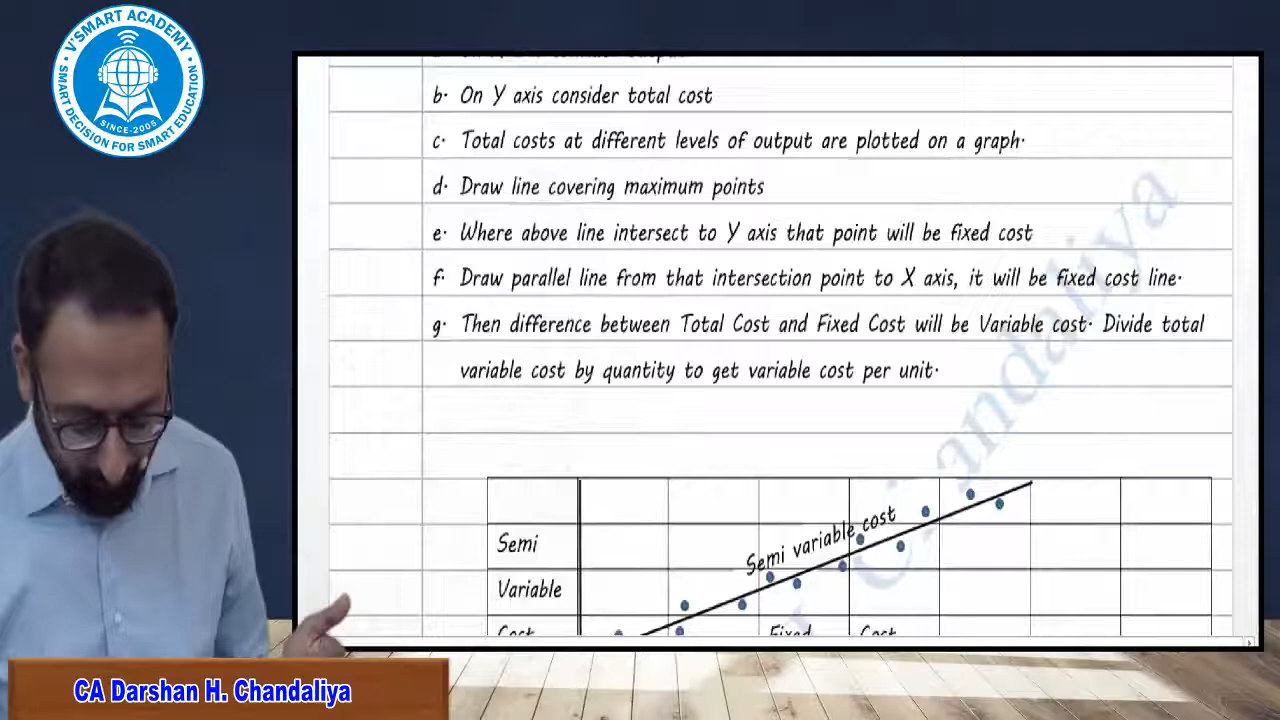 V'SMART ACADEMY
SINCE-2005
SMART DECISION FOR SMART EDUCATION
b. On Y axis consider total cost
c. Total costs at different levels of output are plotted on a graph.
d. Draw line covering maximum points
e. Where above line intersect to Y axis that point will be fixed cost
f. Draw parallel line from that intersection point to X axis, it will be fixed cost line.
g. Then difference between Total Cost and Fixed Cost will be Variable cost. Divide total
variable cost by quantity to get variable cost per unit.
Semi variable cost
Semi
Variable
Cost
Fixed Cost
Chandaliya
CA Darshan H. Chandaliya